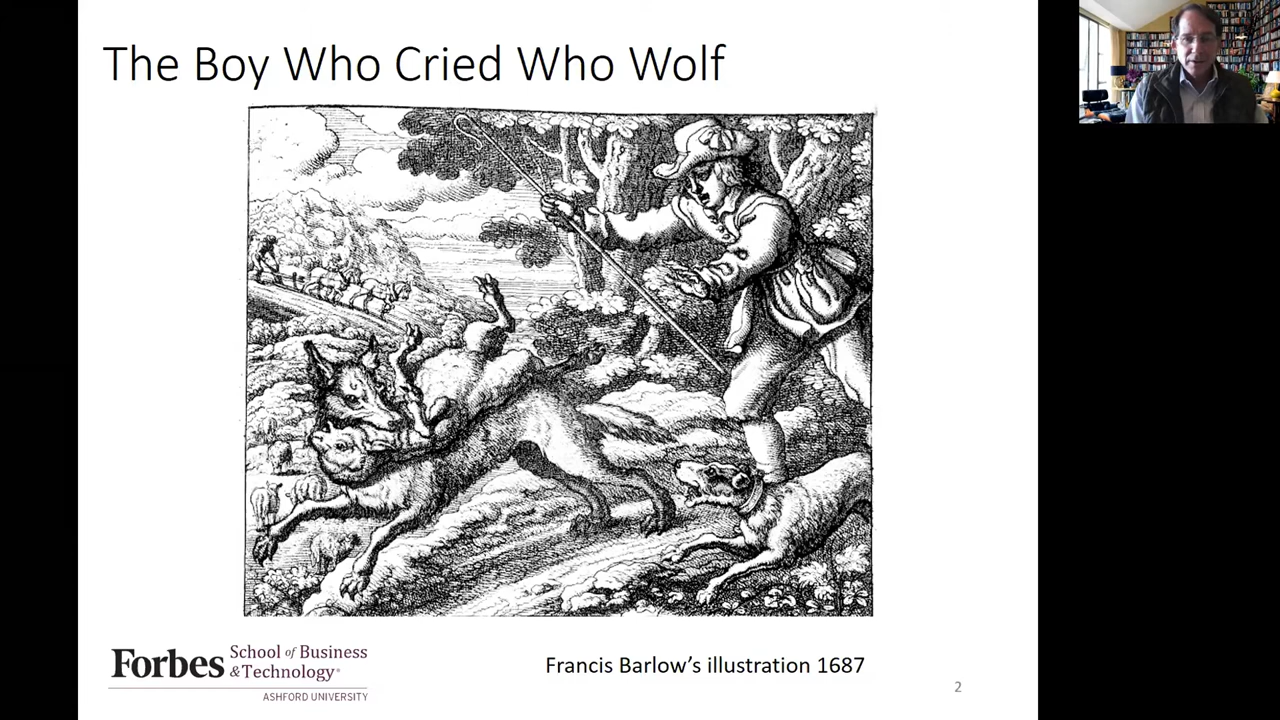 The Boy Who Cried Who Wolf
Forbes School of Business
&Technology®
ASHFORD UNIVERSITY
Francis Barlow’s illustration 1687
2